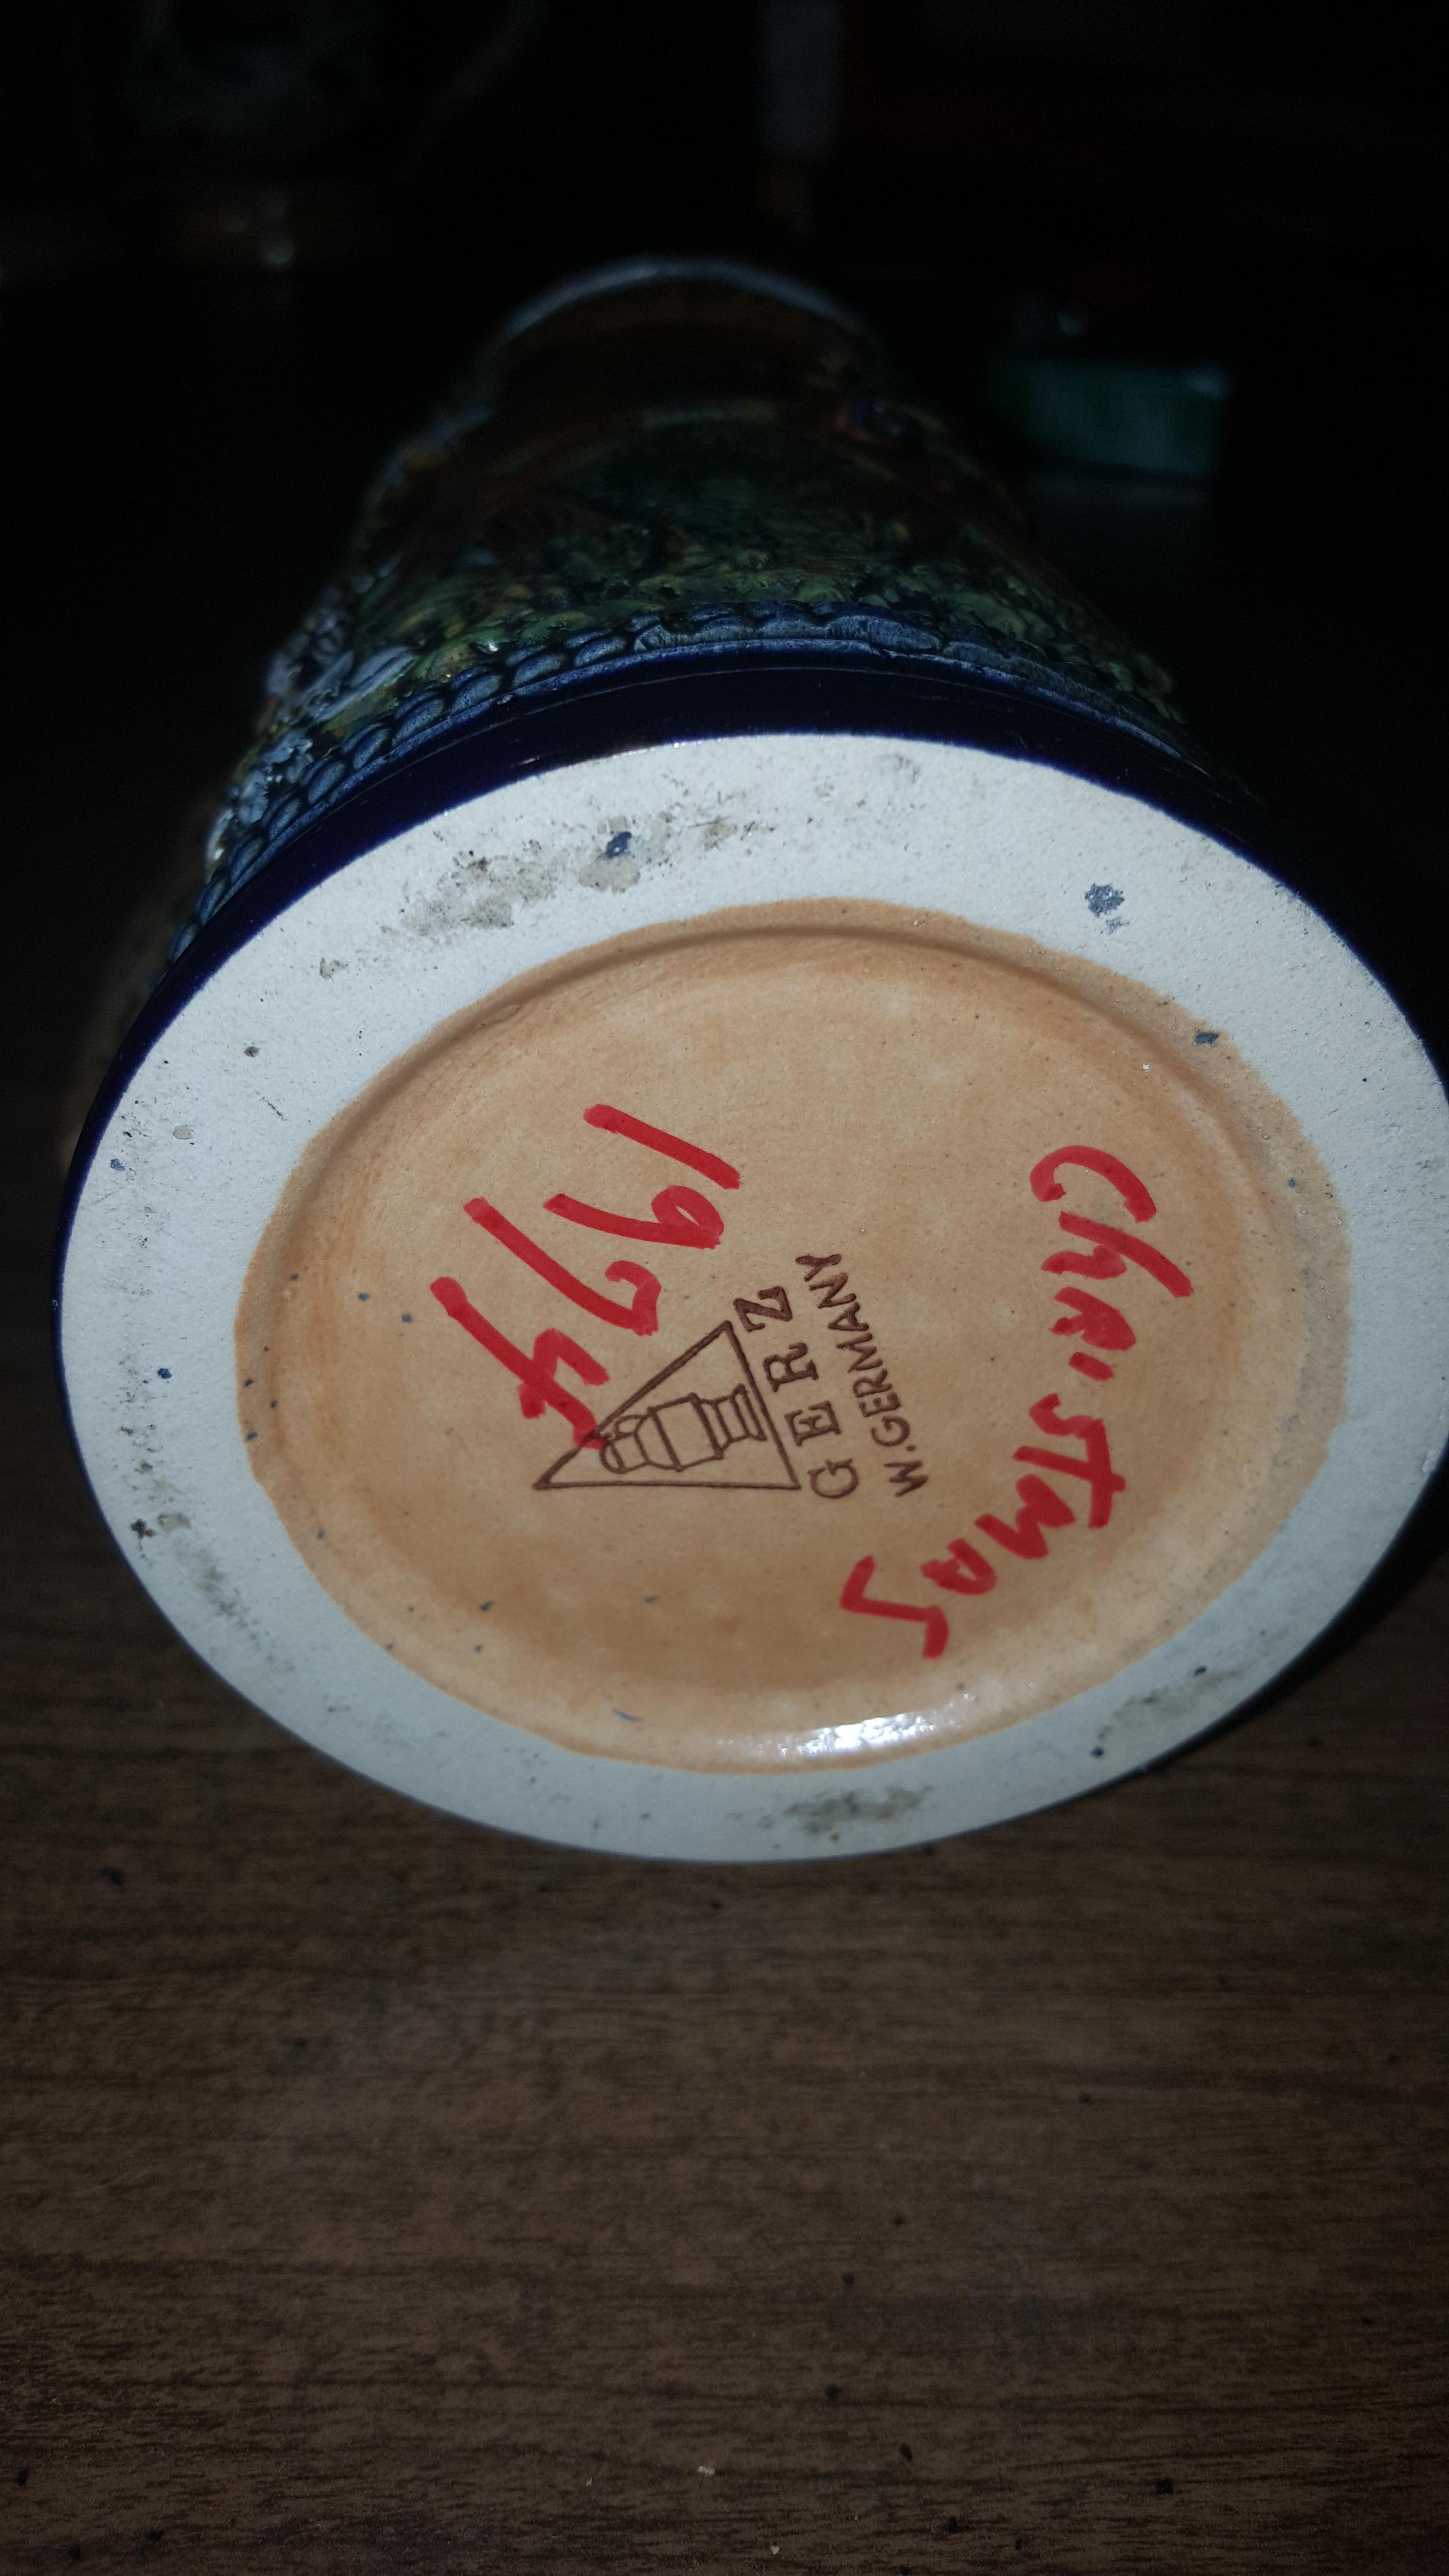 ChRiSTMAS
GERZ
W.GERMANY
1974